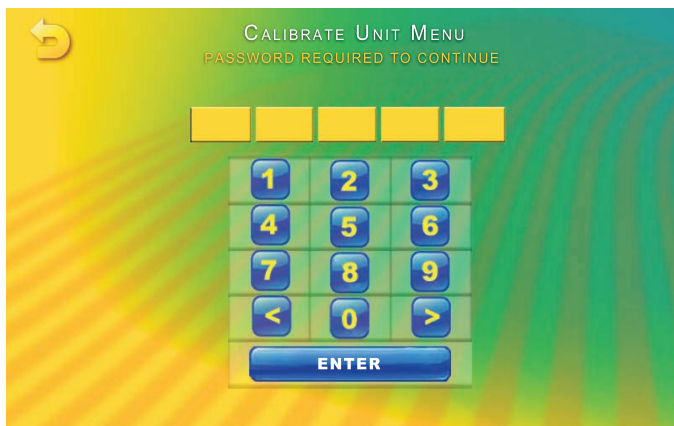 CALIBRATE UNIT MENU
PASSWORD REQUIRED TO CONTINUE
1 2 3
4 5 6
7 8 9
< 0 >
ENTER